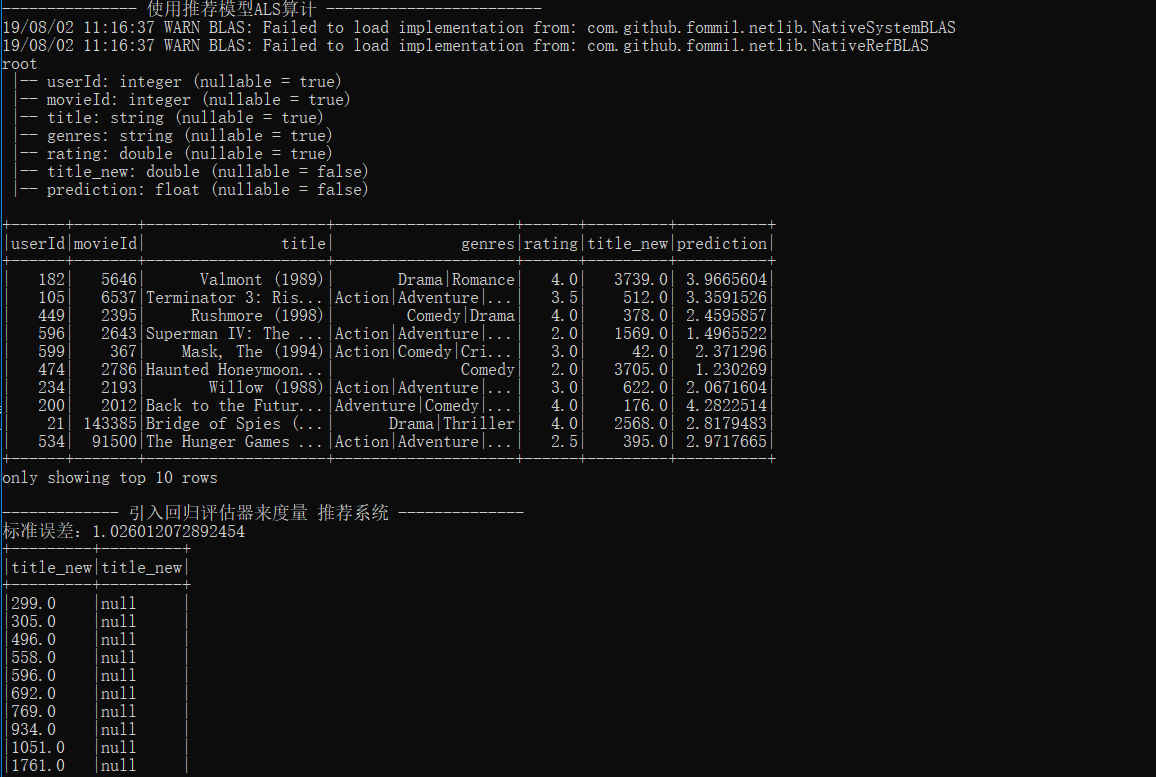 --------------- 使用推荐模型ALS算计 ------------------------
19/08/02 11:16:37 WARN BLAS: Failed to load implementation from: com.github.fommil.netlib.NativeSystemBLAS
19/08/02 11:16:37 WARN BLAS: Failed to load implementation from: com.github.fommil.netlib.NativeRefBLAS
root
 |-- userId: integer (nullable = true)
 |-- movieId: integer (nullable = true)
 |-- title: string (nullable = true)
 |-- genres: string (nullable = true)
 |-- rating: double (nullable = true)
 |-- title_new: double (nullable = false)
 |-- prediction: float (nullable = false)
+------+-------+--------------------+--------------------+------+---------+----------+
|userId|movieId|               title|              genres|rating|title_new|prediction|
+------+-------+--------------------+--------------------+------+---------+----------+
|   182|   5646|      Valmont (1989)|       Drama|Romance|   4.0|   3739.0| 3.9665604|
|   105|   6537|Terminator 3: Ris...|Action|Adventure|...|   3.5|    512.0| 3.3591526|
|   449|   2395|     Rushmore (1998)|        Comedy|Drama|   4.0|    378.0| 2.4595857|
|   596|   2643|Superman IV: The ...|Action|Adventure|...|   2.0|   1569.0| 1.4965522|
|   599|    367|    Mask, The (1994)|Action|Comedy|Cri...|   3.0|     42.0|  2.371296|
|   474|   2786|Haunted Honeymoon...|              Comedy|   2.0|   3705.0|  1.230269|
|   234|   2193|       Willow (1988)|Action|Adventure|...|   3.0|    622.0| 2.0671604|
|   200|   2012|Back to the Futur...|Adventure|Comedy|...|   4.0|    176.0| 4.2822514|
|    21| 143385|Bridge of Spies (...|      Drama|Thriller|   4.0|   2568.0| 2.8179483|
|   534|  91500|The Hunger Games ...|Action|Adventure|...|   2.5|    395.0| 2.9717665|
+------+-------+--------------------+--------------------+------+---------+----------+
only showing top 10 rows
------------- 引入回归评估器来度量 推荐系统 --------------
标准误差：1.026012072892454
+---------+---------+
|title_new|title_new|
+---------+---------+
|299.0    |null     |
|305.0    |null     |
|496.0    |null     |
|558.0    |null     |
|596.0    |null     |
|692.0    |null     |
|769.0    |null     |
|934.0    |null     |
|1051.0   |null     |
|1761.0   |null     |